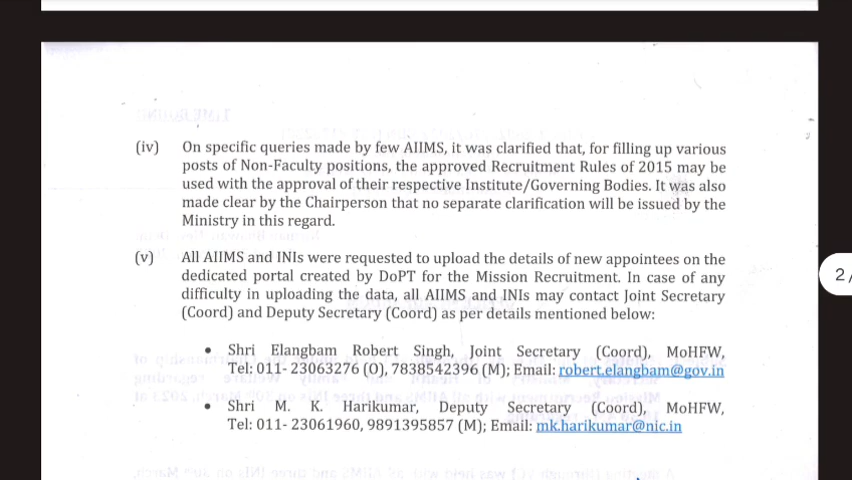 (iv) On specific queries made by few AIIMS, it was clarified that, for filling up various
posts of Non-Faculty positions, the approved Recruitment Rules of 2015 may be
used with the approval of their respective Institute/Governing Bodies. It was also
made clear by the Chairperson that no separate clarification will be issued by the
Ministry in this regard.
(v) All AIIMS and INIs were requested to upload the details of new appointees on the
dedicated portal created by DoPT for the Mission Recruitment. In case of any
difficulty in uploading the data, all AIIMS and INIs may contact Joint Secretary
(Coord) and Deputy Secretary (Coord) as per details mentioned below:
• Shri Elangbam Robert Singh, Joint Secretary (Coord), MoHFW,
Tel: 011- 23063276 (O), 7838542396 (M); Email: robert.elangbam@gov.in
• Shri M. K. Harikumar, Deputy Secretary (Coord), MoHFW,
Tel: 011- 23061960, 9891395857 (M); Email: mk.harikumar@nic.in
2/